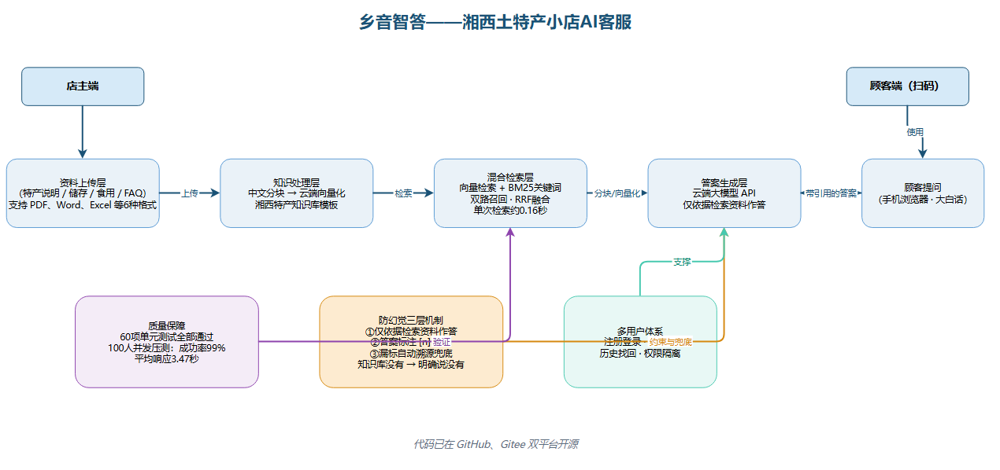 乡音智答——湘西土特产小店AI客服
店主端
顾客端（扫码）
使用
资料上传层
（特产说明 / 储存 / 食用 / FAQ）
支持 PDF、Word、Excel 等6种格式
上传
知识处理层
中文分块 → 云端向量化
湘西特产知识库模板
检索
混合检索层
向量检索 + BM25关键词
双路召回 · RRF融合
单次检索约0.16秒
分块/向量化
答案生成层
云端大模型 API
仅依据检索资料作答
带引用的答案
顾客提问
（手机浏览器 · 大白话）
支撑
质量保障
60项单元测试全部通过
100人并发压测：成功率99%
平均响应3.47秒
防幻觉三层机制
①仅依据检索资料作答
②答案标注 [n]
验证
③漏标自动溯源兜底
知识库没有 → 明确说没有
多用户体系
注册登录 ·
约束与兜底
历史找回 · 权限隔离
代码已在 GitHub、Gitee 双平台开源